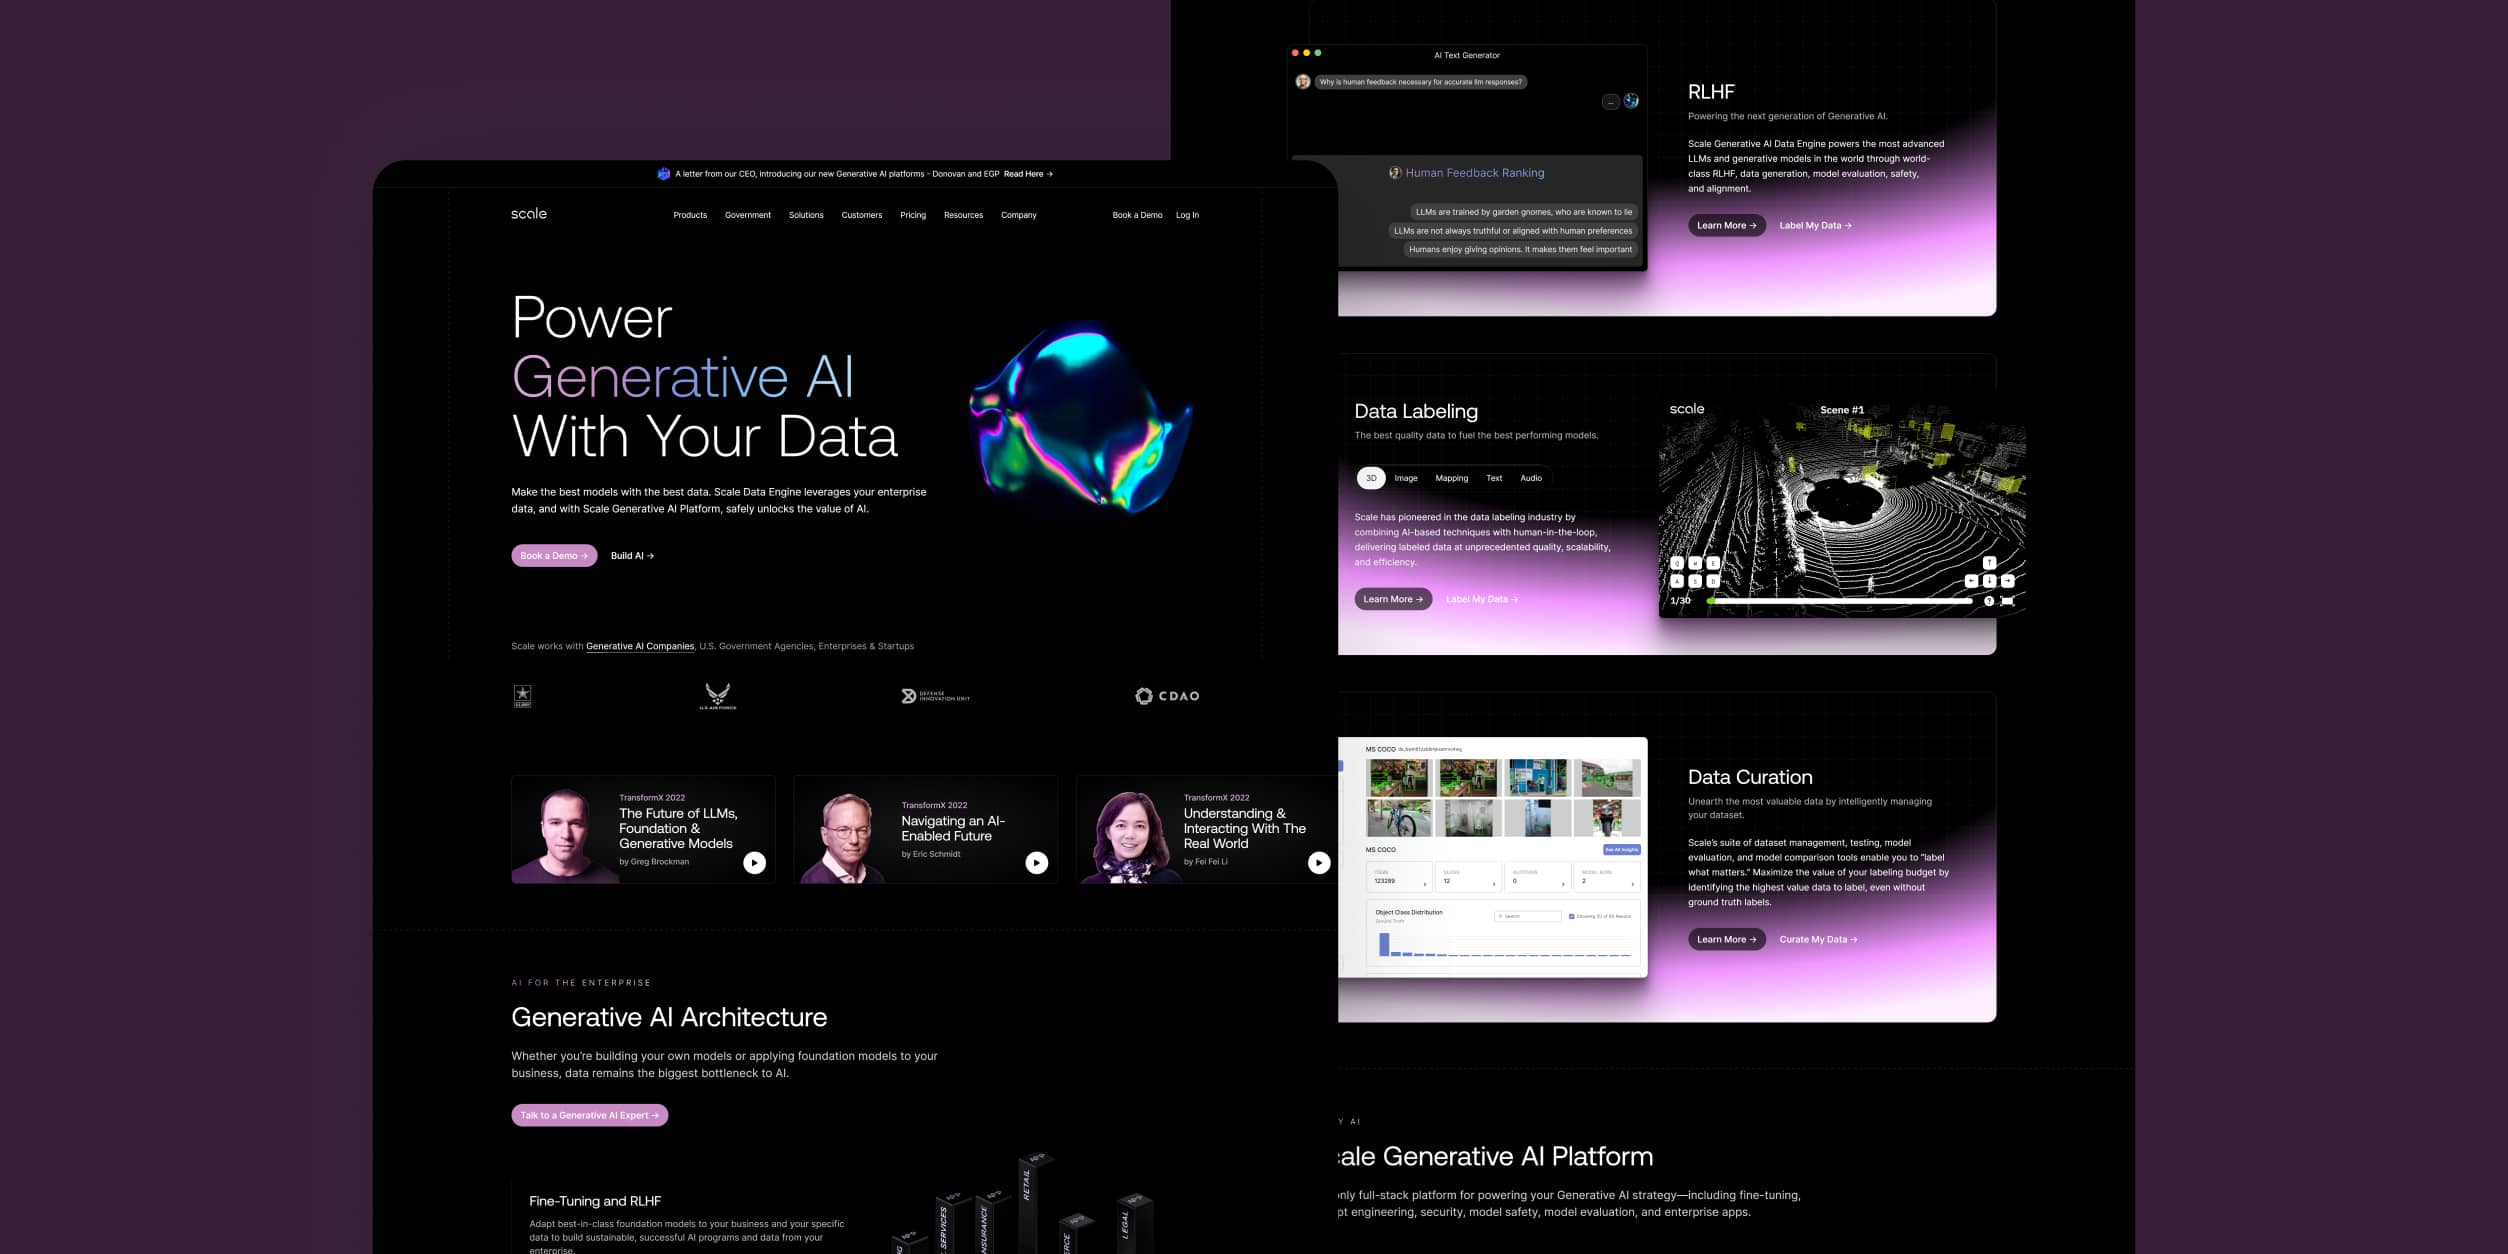 A letter from our CEO, introducing our new Generative AI platforms - Donovan and EGP Read Here →
scale
Products Government Solutions Customers Pricing Resources Company
Book a Demo Log In
Power
Generative AI
With Your Data
Make the best models with the best data. Scale Data Engine leverages your enterprise
data, and with Scale Generative AI Platform, safely unlocks the value of AI.
Book a Demo →
Build AI →
Scale works with Generative AI Companies, U.S. Government Agencies, Enterprises & Startups
U.S. AIR FORCE
DEFENSE
INNOVATION UNIT
CDAO
TransformX 2022
The Future of LLMs,
Foundation &
Generative Models
by Greg Brockman
TransformX 2022
Navigating an AI-
Enabled Future
by Eric Schmidt
TransformX 2022
Understanding &
Interacting With The
Real World
by Fei Fei Li
AI FOR THE ENTERPRISE
Generative AI Architecture
Whether you're building your own models or applying foundation models to your
business, data remains the biggest bottleneck to AI.
Talk to a Generative AI Expert →
Fine-Tuning and RLHF
Adapt best-in-class foundation models to your business and your specific
data to build sustainable, successful AI programs and data from your
enterprise.
SERVICES
NSURANCE
RETAIL
RCE
LEGAL
AI Text Generator
Why is human feedback necessary for accurate llm responses?
...
Human Feedback Ranking
LLMs are trained by garden gnomes, who are known to lie
LLMs are not always truthful or aligned with human preferences
Humans enjoy giving opinions. It makes them feel important
RLHF
Powering the next generation of Generative AI.
Scale Generative AI Data Engine powers the most advanced
LLMs and generative models in the world through world-
class RLHF, data generation, model evaluation, safety,
and alignment.
Learn More →
Label My Data →
Data Labeling
The best quality data to fuel the best performing models.
3D Image Mapping Text Audio
Scale has pioneered in the data labeling industry by
combining AI-based techniques with human-in-the-loop,
delivering labeled data at unprecedented quality, scalability,
and efficiency.
Learn More →
Label My Data →
scale
Scene #1
Q W E
↑
A S D
← ↓ →
1/30
?
MS COCO
MS COCO
See All Insights
ITEMS
123289
SLICES
12
AUTOTAGS
0
MODEL RUNS
2
Object Class Distribution
Ground Truth
Search
Data Curation
Unearth the most valuable data by intelligently managing
your dataset.
Scale's suite of dataset management, testing, model
evaluation, and model comparison tools enable you to "label
what matters." Maximize the value of your labeling budget by
identifying the highest value data to label, even without
ground truth labels.
Learn More →
Curate My Data →
Y AI
cale Generative AI Platform
only full-stack platform for powering your Generative AI strategy—including fine-tuning,
pt engineering, security, model safety, model evaluation, and enterprise apps.